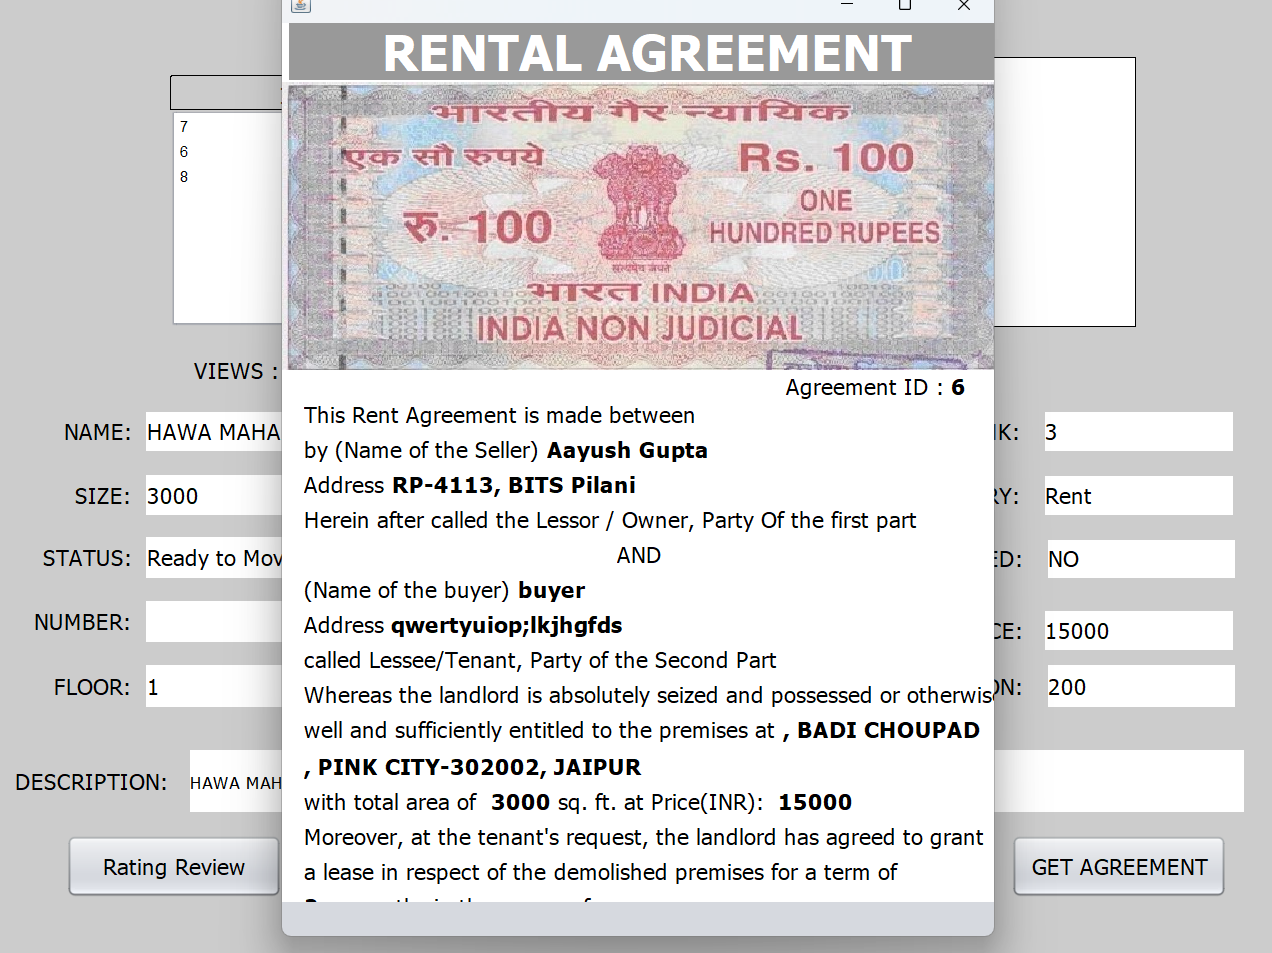 RENTAL AGREEMENT
भारतीय गैर न्यायिक
एक सौ रुपये
Rs. 100
रु. 100
ONE
HUNDRED RUPEES
सत्यमेव जयते
भारत INDIA
INDIA NON JUDICIAL
Agreement ID : 6
This Rent Agreement is made between
by (Name of the Seller) Aayush Gupta
Address RP-4113, BITS Pilani
Herein after called the Lessor / Owner, Party Of the first part
AND
(Name of the buyer) buyer
Address qwertyuiop;lkjhgfds
called Lessee/Tenant, Party of the Second Part
Whereas the landlord is absolutely seized and possessed or otherwis
well and sufficiently entitled to the premises at , BADI CHOUPAD
, PINK CITY-302002, JAIPUR
with total area of 3000 sq. ft. at Price(INR): 15000
Moreover, at the tenant's request, the landlord has agreed to grant
a lease in respect of the demolished premises for a term of
7
6
8
VIEWS :
NAME: HAWA MAHA
SIZE: 3000
STATUS: Ready to Mov
NUMBER:
FLOOR: 1
DESCRIPTION: HAWA MAH
Rating Review
K: 3
RY: Rent
ED: NO
CE: 15000
ON: 200
GET AGREEMENT